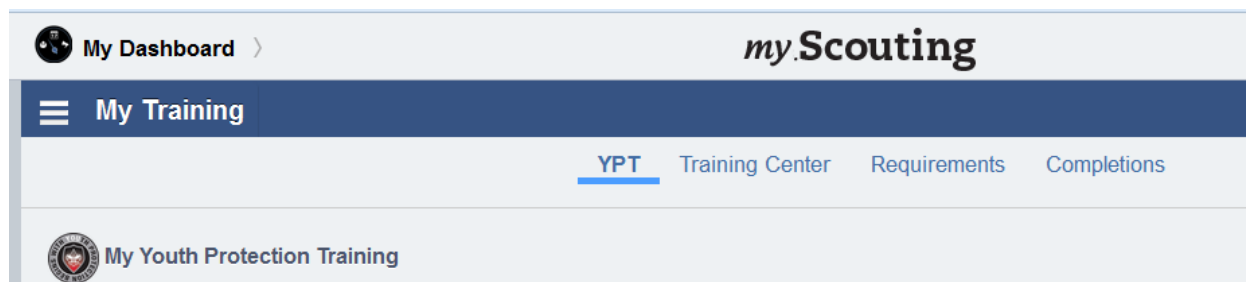 My Dashboard
my.Scouting
My Training
YPT Training Center Requirements Completions
My Youth Protection Training